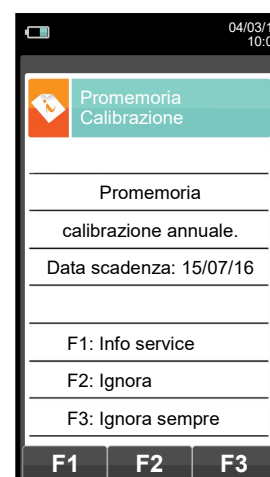 04/03/1
10:0
Promemoria
Calibrazione
Promemoria
calibrazione annuale.
Data scadenza: 15/07/16
F1: Info service
F2: Ignora
F3: Ignora sempre
F1 F2 F3